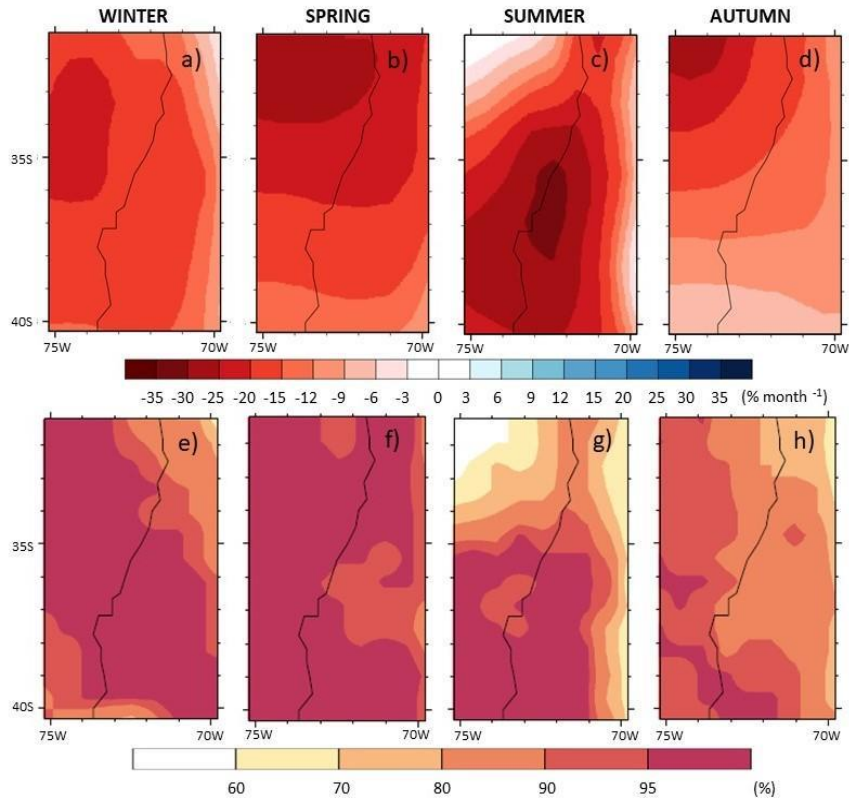 WINTER SPRING SUMMER AUTUMN
a) b) c) d)
35S
40S
75W 70W 75W 70W 75W 70W 75W 70W
-35 -30 -25 -20 -15 -12 -9 -6 -3 0 3 6 9 12 15 20 25 30 35 (% month -1)
e) f) g) h)
35S
40S
75W 70W 75W 70W 75W 70W 75W 70W
60 70 80 90 95 (%)